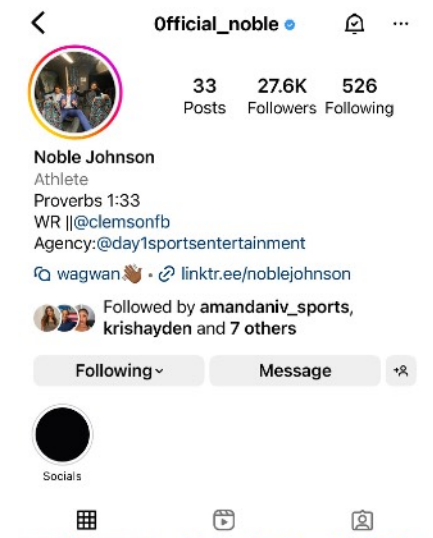 0fficial_noble
33 27.6K 526
Posts Followers Following
Noble Johnson
Athlete
Proverbs 1:33
WR ||@clemsonfb
Agency:@day1sportsentertainment
wagwan👋🏾 · linktr.ee/noblejohnson
Followed by amandaniv_sports,
krishayden and 7 others
Following Message
Socials